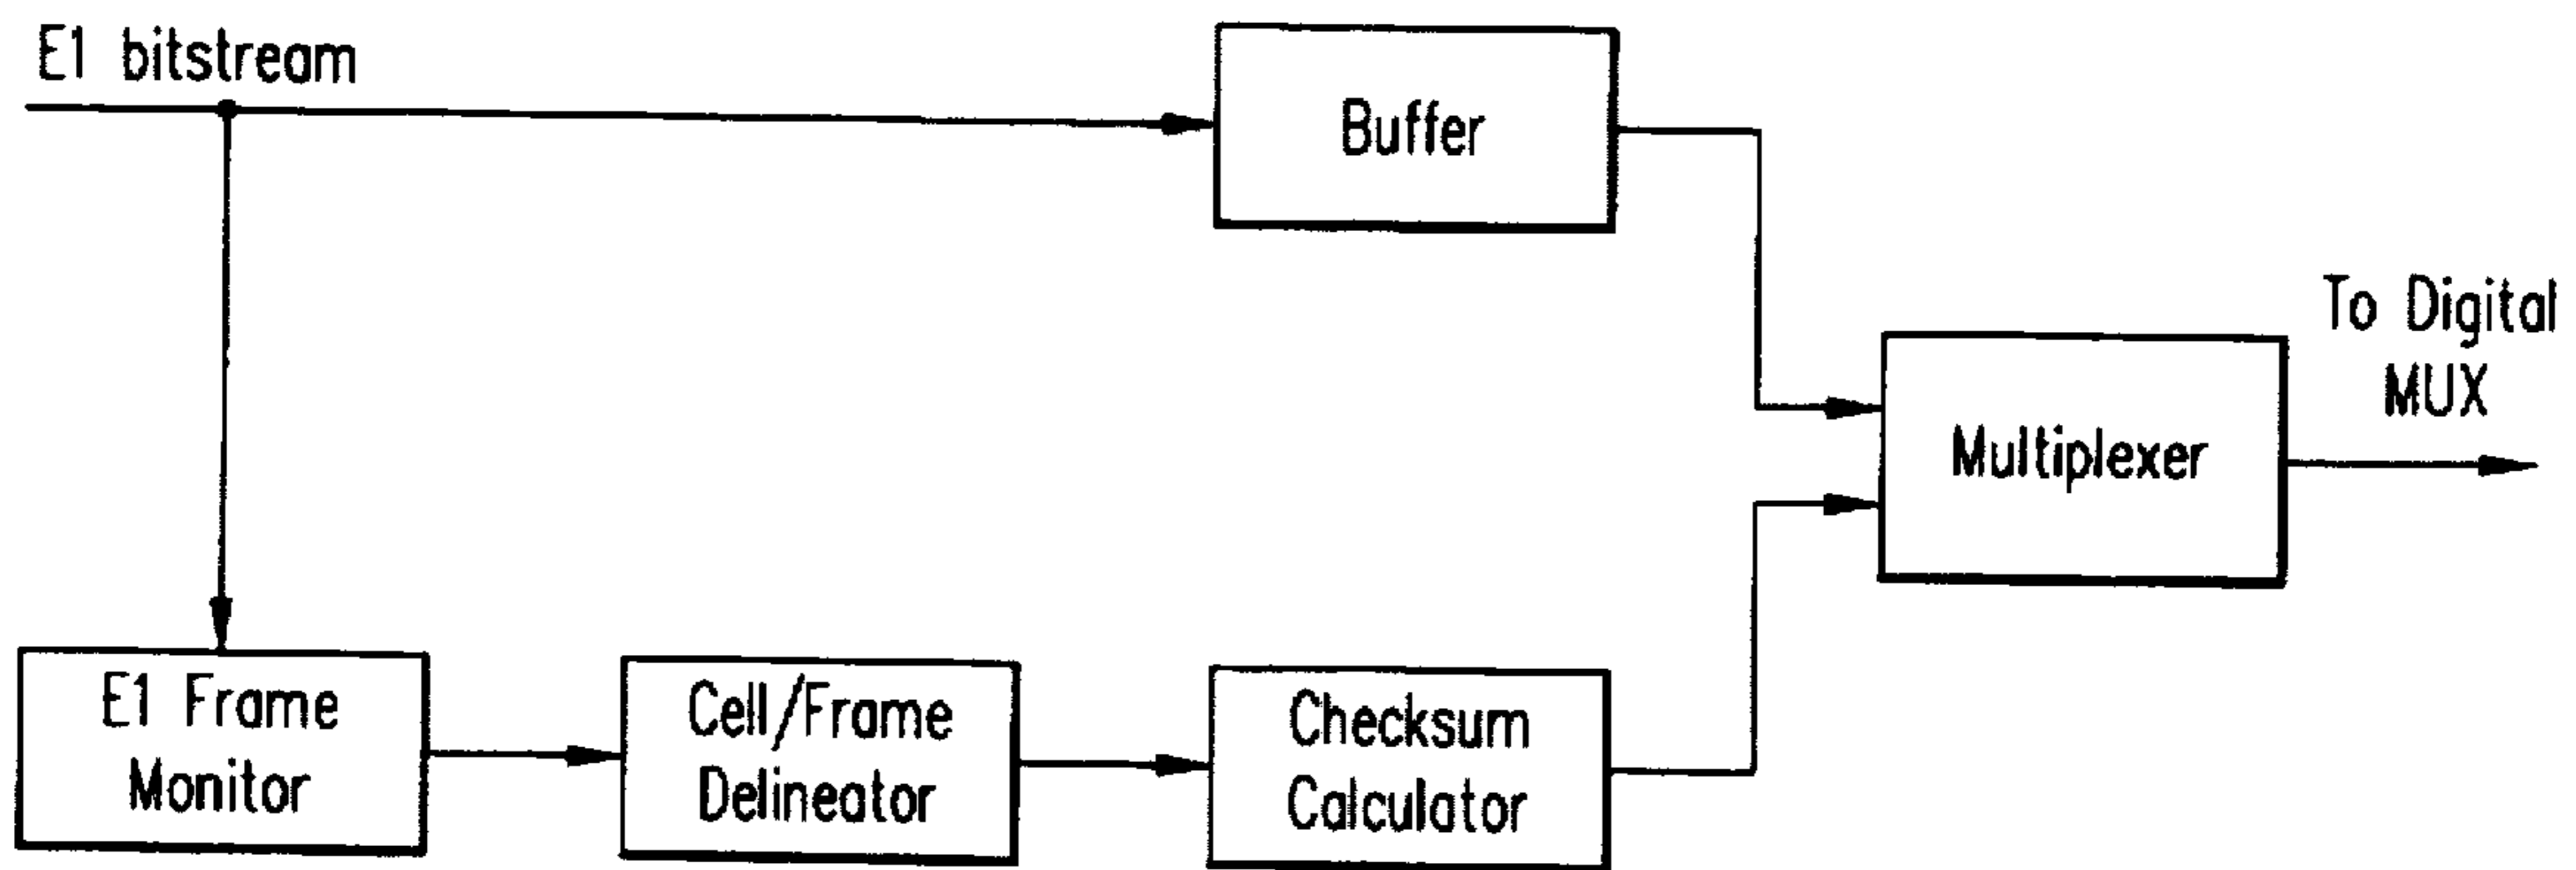 E1 bitstream
Buffer
To Digital
MUX
Multiplexer
E1 Frame
Monitor
Cell/Frame
Delineator
Checksum
Calculator